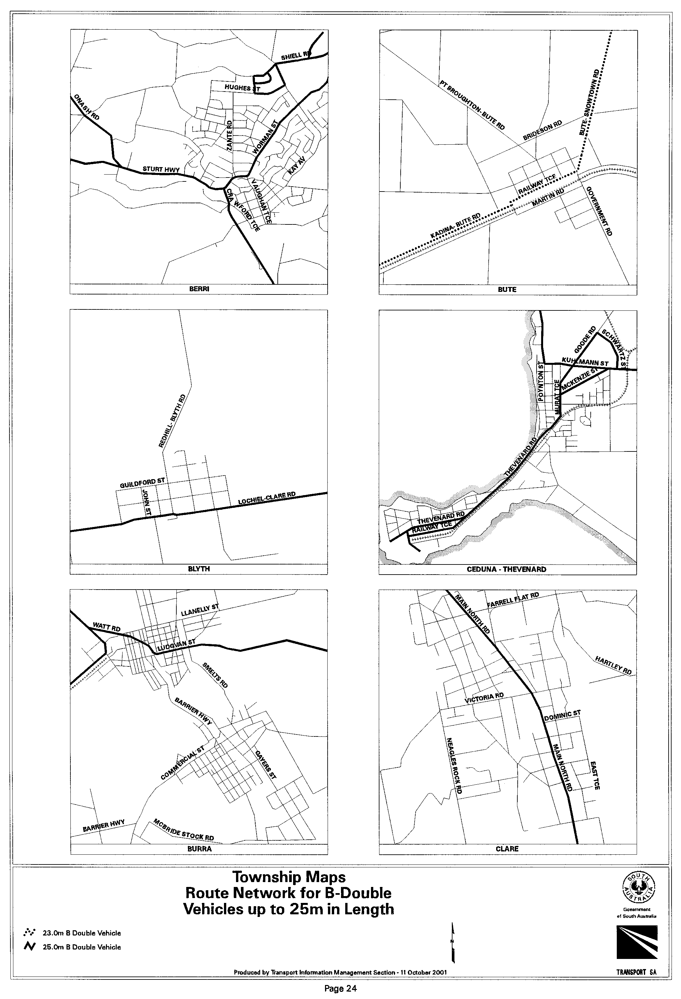 SHIELL RD
HUGHES ST
ONASH RD
ZANTE RD
WORMAN ST
KAY AV
STURT HWY
VAUGHAN TCE
CRAWFORD TCE
BERRI
PT BROUGHTON-BUTE RD
BUTE-SNOWTOWN RD
BRIDESON RD
RAILWAY TCE
MARTIN RD
GOVERNMENT RD
KADINA-BUTE RD
BUTE
REDHILL-BLYTH RD
GUILDFORD ST
JOHN ST
LOCHIEL-CLARE RD
BLYTH
GOODE RD
SCHWARTZ ST
KUHLMANN ST
MCKENZIE ST
POYNTON ST
MURAT TCE
THEVENARD RD
THEVENARD RD
RAILWAY TCE
CEDUNA - THEVENARD
LLANELLY ST
WATT RD
LUDGVAN ST
SMELTS RD
BARRIER HWY
COMMERCIAL ST
GAYERS ST
BARRIER HWY
MCBRIDE STOCK RD
BURRA
MAIN NORTH RD
FARRELL FLAT RD
HARTLEY RD
VICTORIA RD
DOMINIC ST
NEAGLES ROCK RD
MAIN NORTH RD
EAST TCE
CLARE
Township Maps
Route Network for B-Double
Vehicles up to 25m in Length
23.0m B Double Vehicle
25.0m B Double Vehicle
N
SOUTH AUSTRALIA
Government
of South Australia
TRANSPORT SA
Produced by Transport Information Management Section - 11 October 2001
Page 24